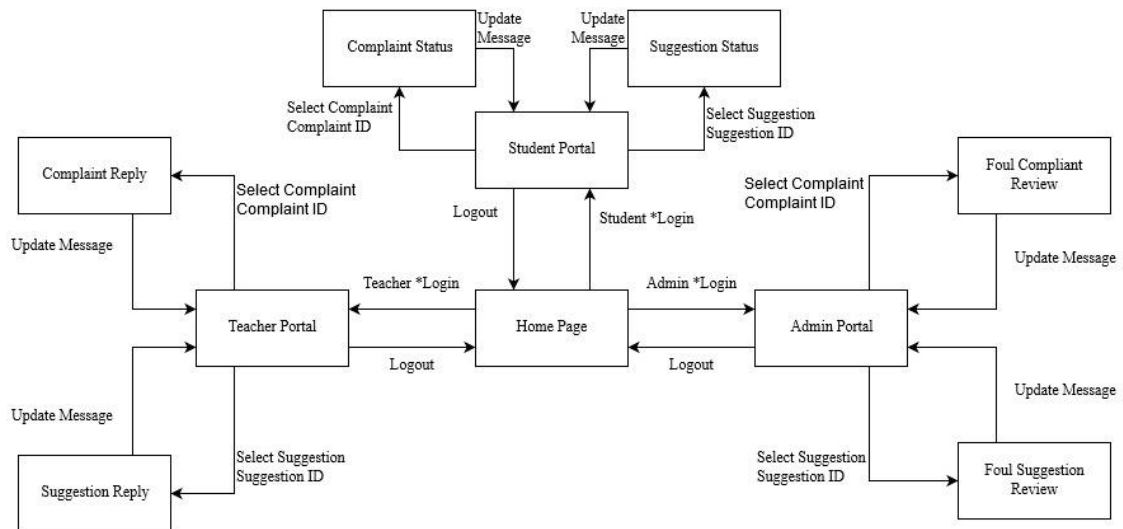 Complaint Status
Update
Message
Update
Message
Suggestion Status
Select Complaint
Complaint ID
Student Portal
Select Suggestion
Suggestion ID
Complaint Reply
Select Complaint
Complaint ID
Select Complaint
Complaint ID
Foul Compliant
Review
Logout
Student *Login
Update Message
Update Message
Teacher *Login
Admin *Login
Teacher Portal
Home Page
Admin Portal
Logout
Logout
Update Message
Update Message
Select Suggestion
Suggestion ID
Select Suggestion
Suggestion ID
Suggestion Reply
Foul Suggestion
Review